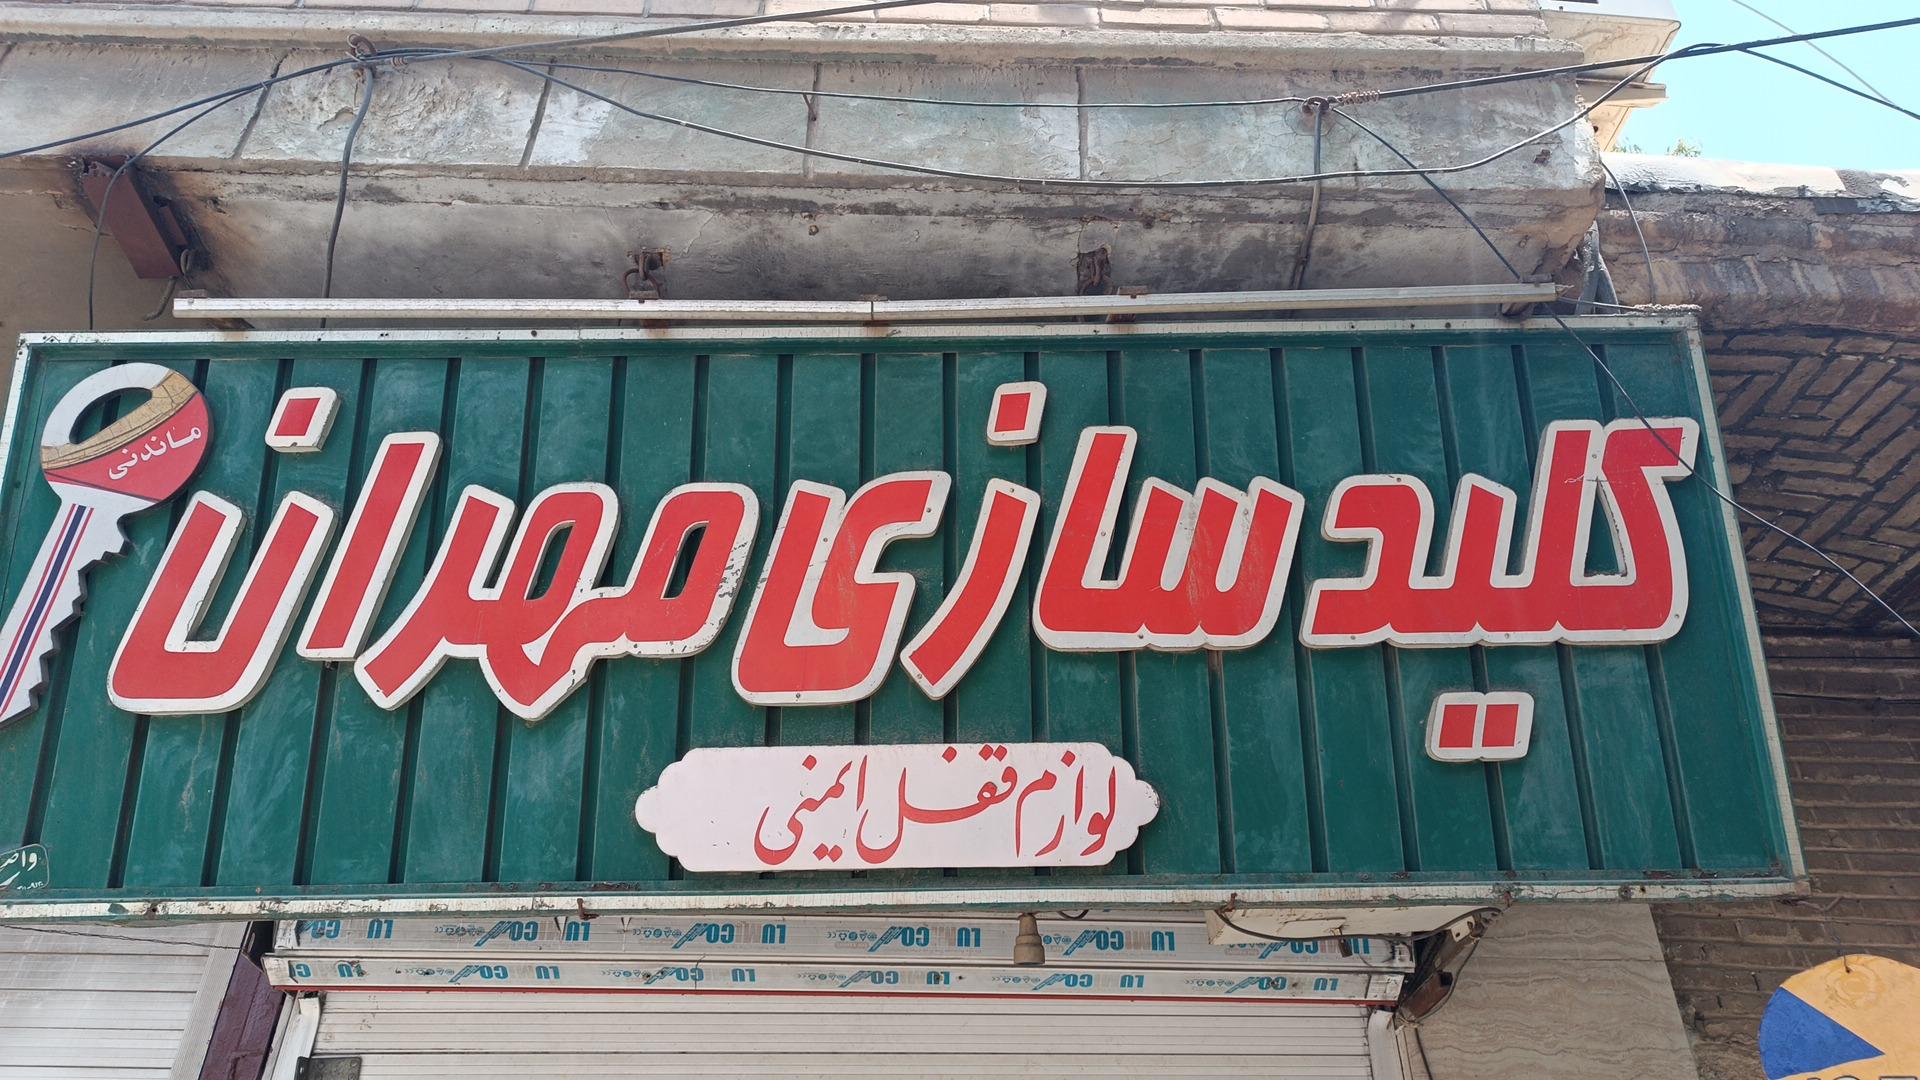 کلید سازی مهران
ماندنی
لوازم قفل ایمنی